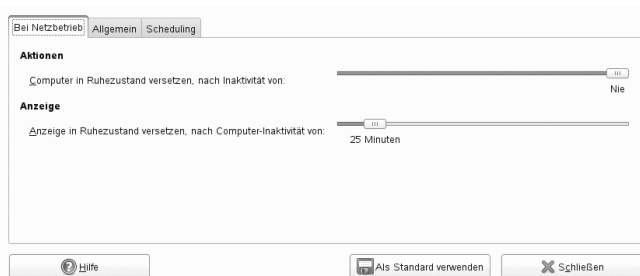 Bei Netzbetrieb Allgemein Scheduling
Aktionen
Computer in Ruhezustand versetzen, nach Inaktivität von:
Nie
Anzeige
Anzeige in Ruhezustand versetzen, nach Computer-Inaktivität von:
25 Minuten
Hilfe Als Standard verwenden Schließen